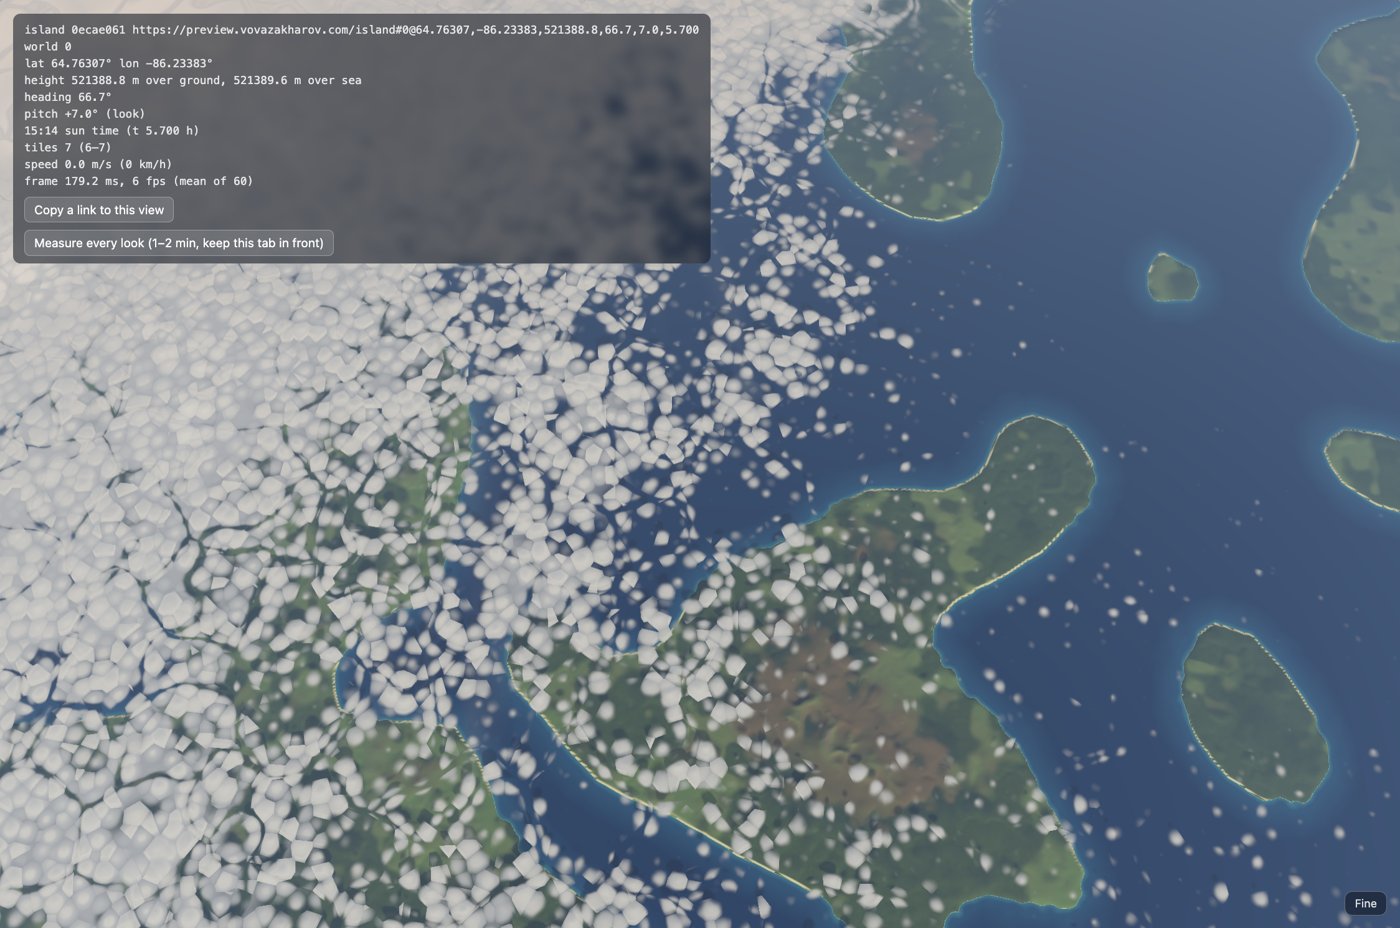 island 0ecae061 https://preview.vovazakharov.com/island#0@64.76307,−86.23383,521388.8,66.7,7.0,5.700
world 0
lat 64.76307° lon −86.23383°
height 521388.8 m over ground, 521389.6 m over sea
heading 66.7°
pitch +7.0° (look)
15:14 sun time (t 5.700 h)
tiles 7 (6–7)
speed 0.0 m/s (0 km/h)
frame 179.2 ms, 6 fps (mean of 60)
Copy a link to this view
Measure every look (1–2 min, keep this tab in front)
Fine